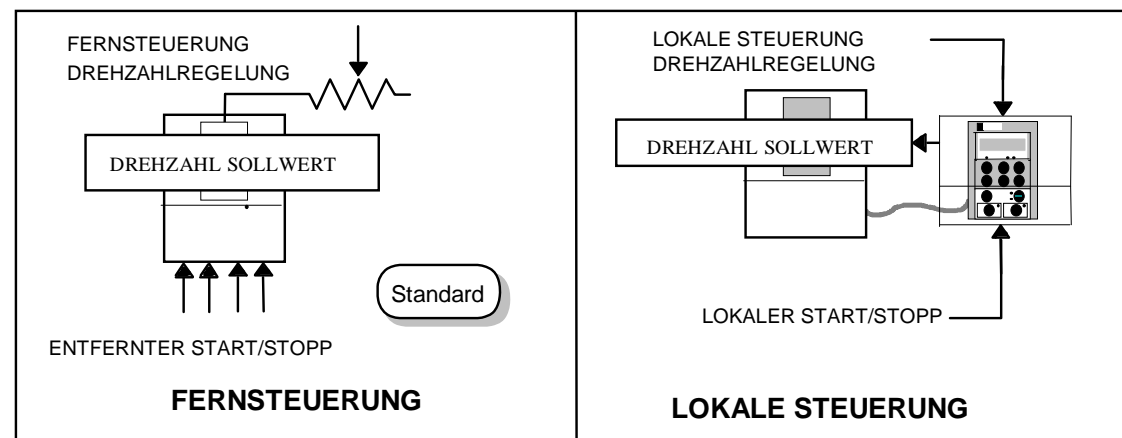 FERNSTEUERUNG
DREHZAHLREGELUNG
DREHZAHL SOLLWERT
Standard
ENTFERNTER START/STOPP
FERNSTEUERUNG
LOKALE STEUERUNG
DREHZAHLREGELUNG
DREHZAHL SOLLWERT
LOKALER START/STOPP
LOKALE STEUERUNG